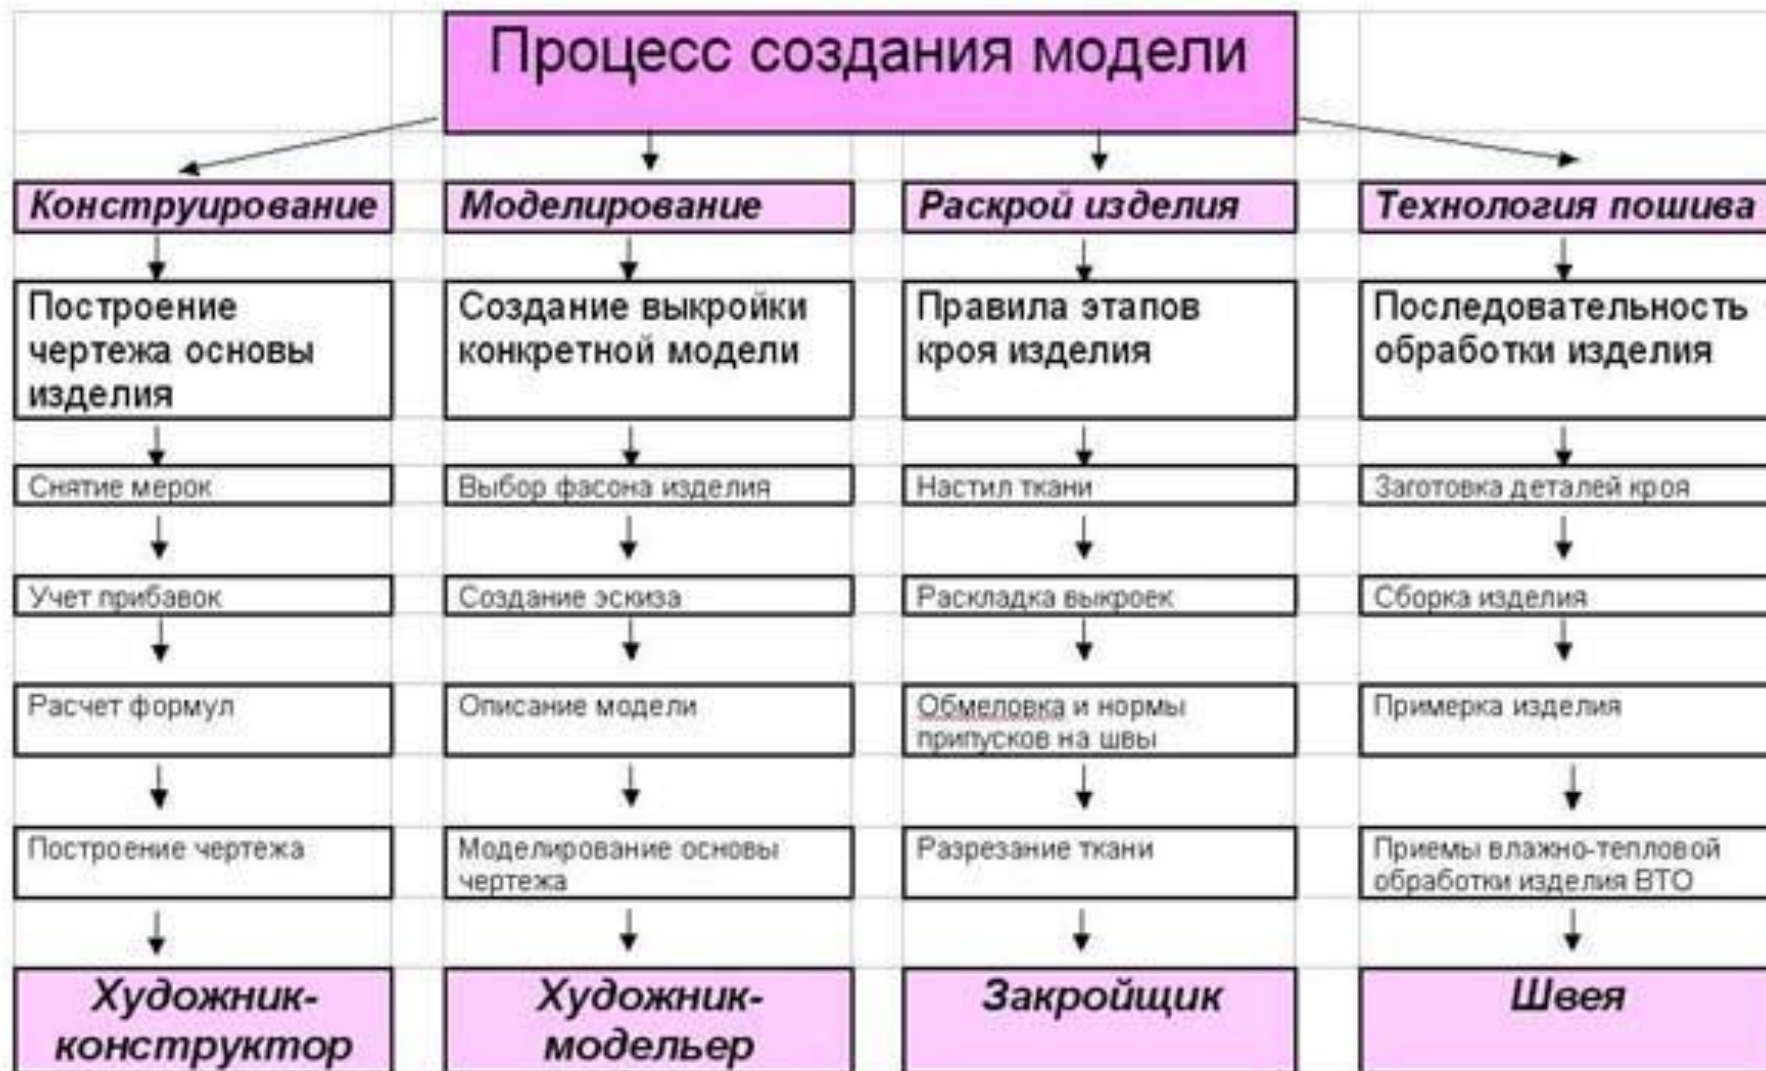 Процесс создания модели
Конструирование
Моделирование
Раскрой изделия
Технология пошива
Построение
чертежа основы
изделия
Создание выкройки
конкретной модели
Правила этапов
кроя изделия
Последовательность
обработки изделия
Снятие мерок
Выбор фасона изделия
Настил ткани
Заготовка деталей кроя
Учет прибавок
Создание эскиза
Раскладка выкроек
Сборка изделия
Расчет формул
Описание модели
Обмеловка и нормы
припусков на швы
Примерка изделия
Построение чертежа
Моделирование основы
чертежа
Разрезание ткани
Приемы влажно-тепловой
обработки изделия ВТО
Художник-
конструктор
Художник-
модельер
Закройщик
Швея